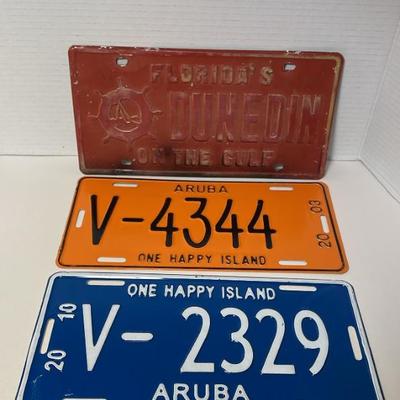 FLORIDA'S
DUNEDIN
ON THE GULF
ARUBA
V-4344
20 03
ONE HAPPY ISLAND
ONE HAPPY ISLAND
20 10
V- 2329
ARUBA